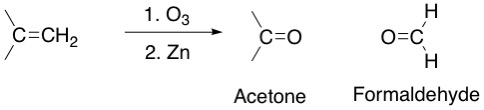 C=CH₂
1. O₃
2. Zn
C=O
O=C
H
H
Acetone
Formaldehyde